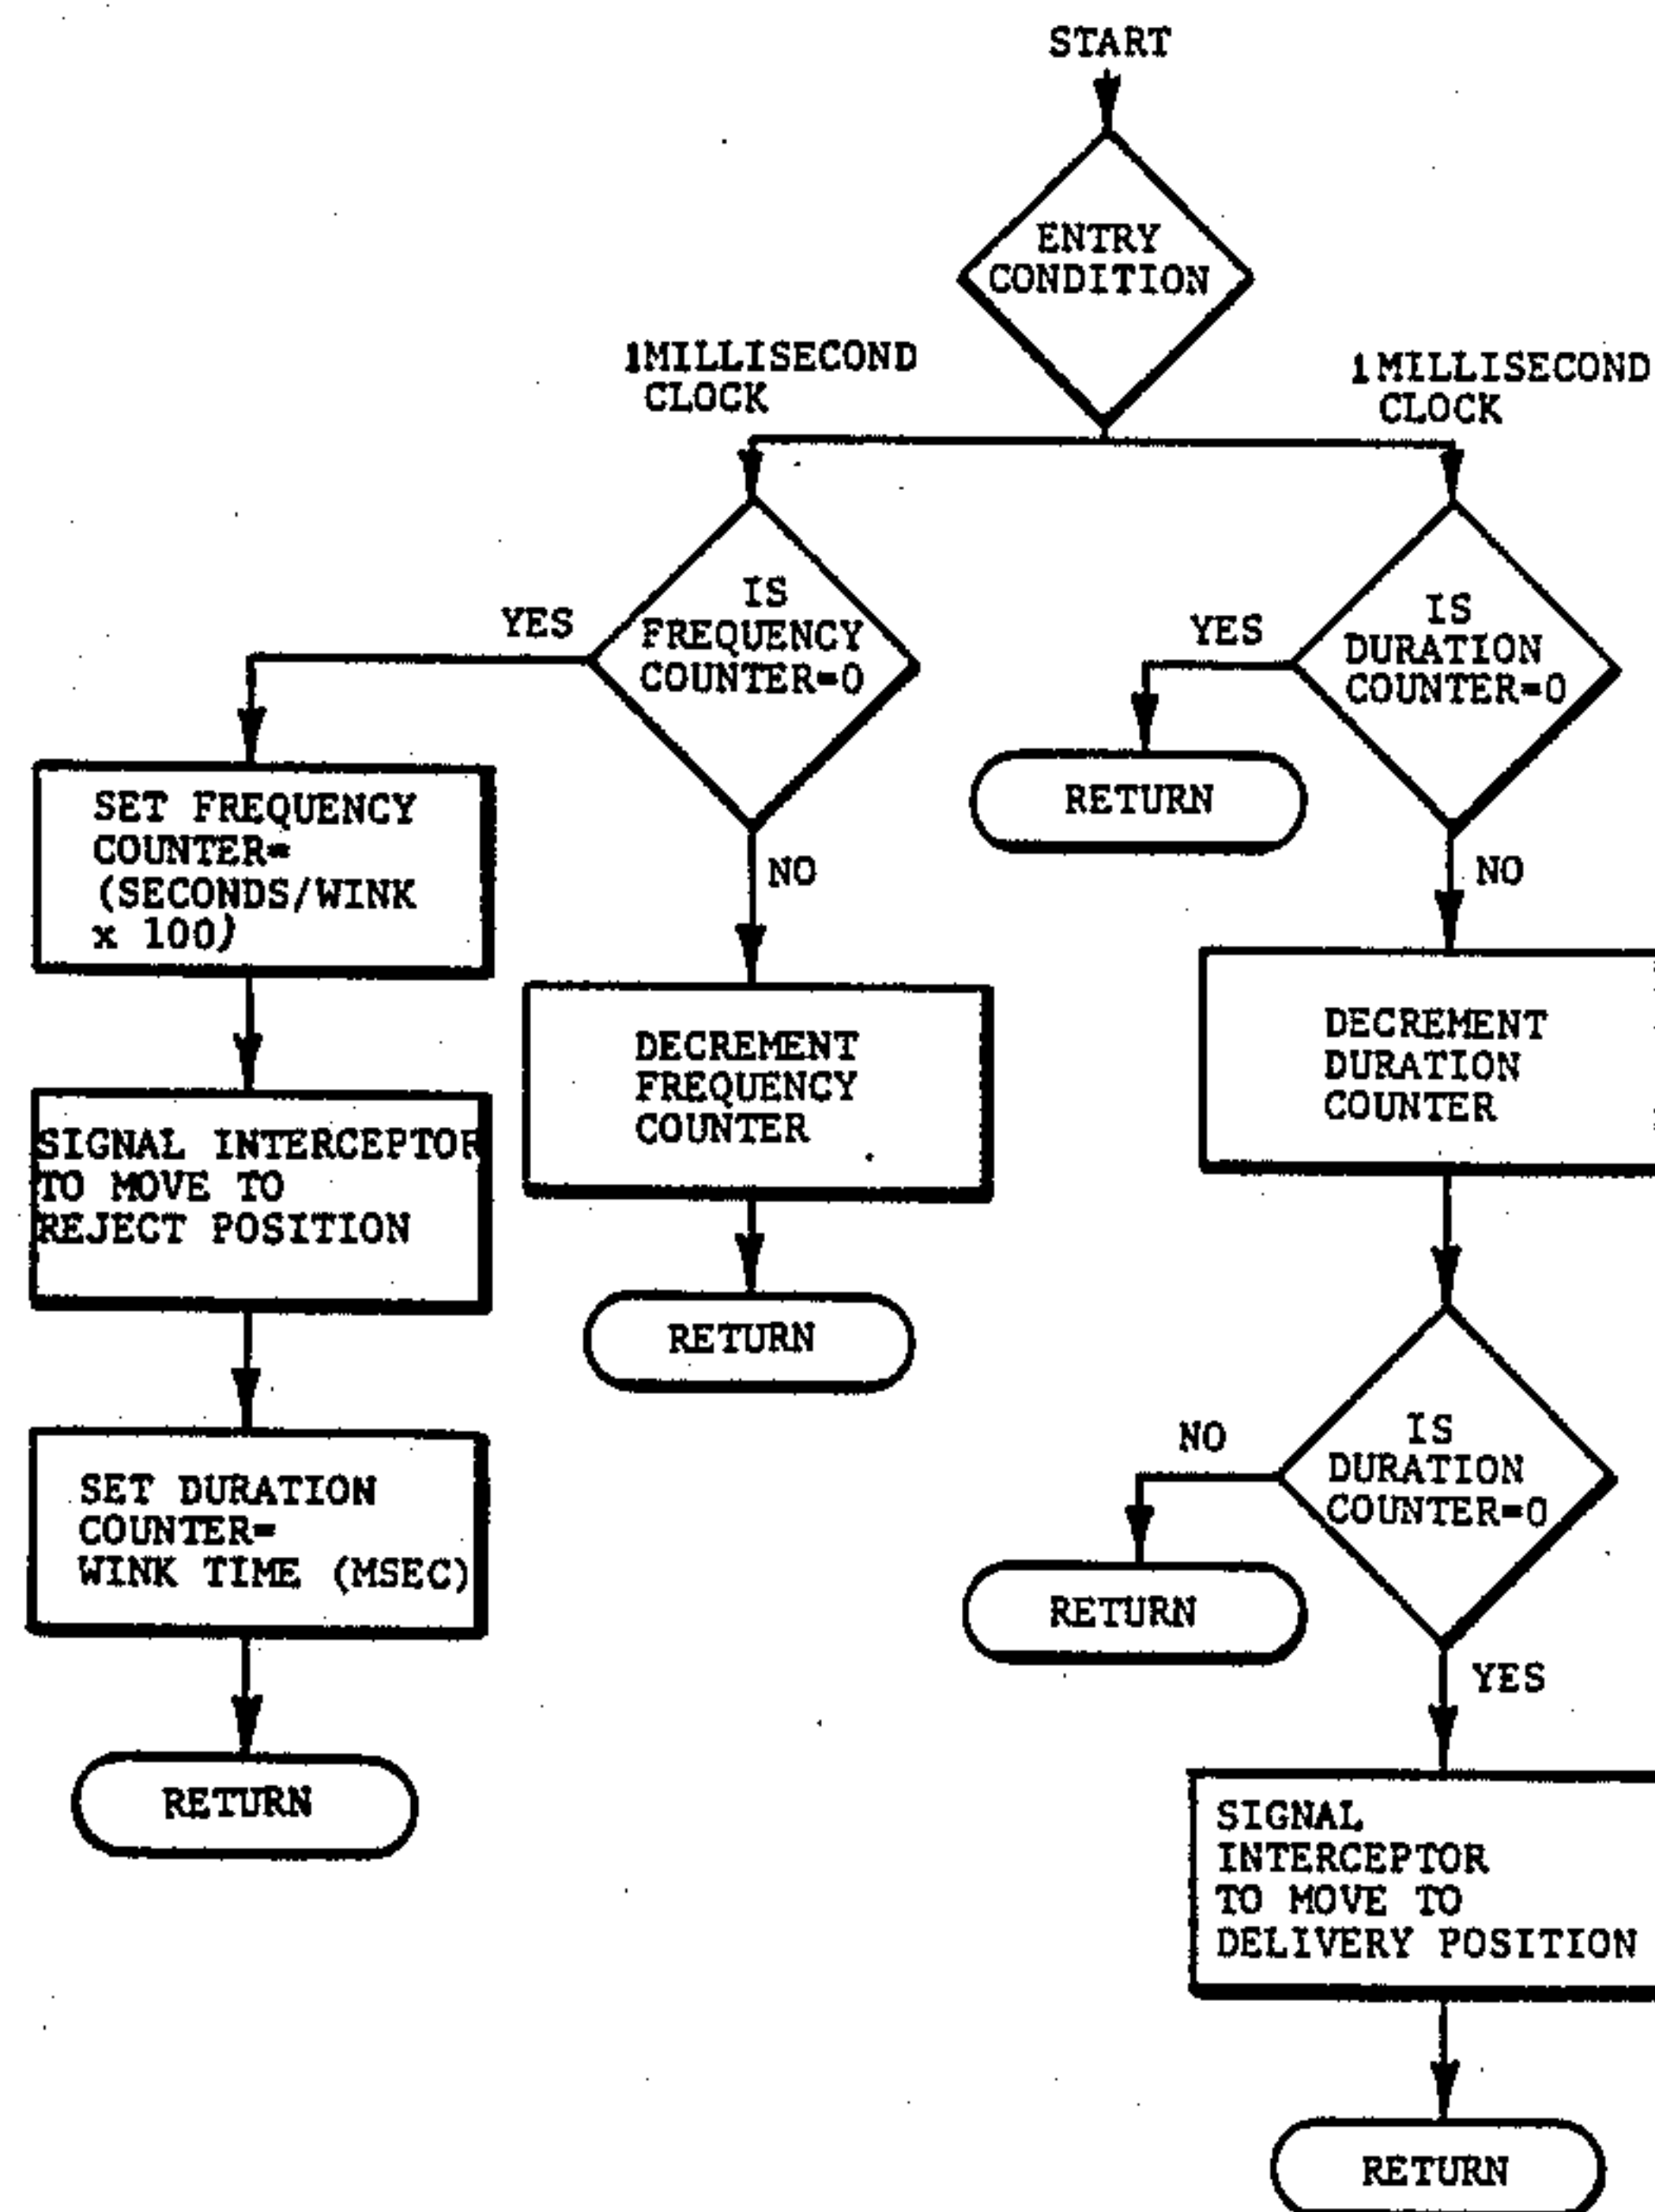 START
ENTRY
CONDITION
1MILLISECOND
CLOCK
1MILLISECOND
CLOCK
IS
FREQUENCY
COUNTER=0
YES
NO
IS
DURATION
COUNTER=0
YES
NO
RETURN
SET FREQUENCY
COUNTER=
(SECONDS/WINK
x 100)
SIGNAL INTERCEPTOR
TO MOVE TO
REJECT POSITION
SET DURATION
COUNTER=
WINK TIME (MSEC)
RETURN
DECREMENT
FREQUENCY
COUNTER
RETURN
DECREMENT
DURATION
COUNTER
IS
DURATION
COUNTER=0
NO
RETURN
YES
SIGNAL
INTERCEPTOR
TO MOVE TO
DELIVERY POSITION
RETURN